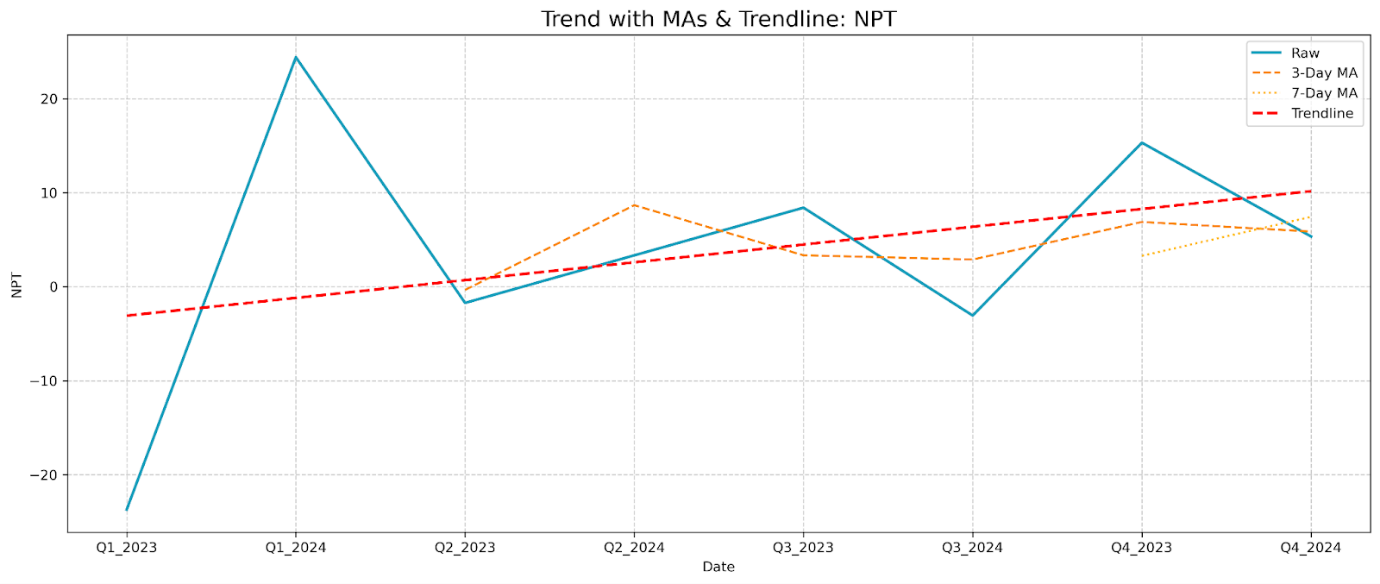 Trend with MAs & Trendline: NPT
Raw
3-Day MA
7-Day MA
Trendline
20
10
0
−10
−20
NPT
Q1_2023
Q1_2024
Q2_2023
Q2_2024
Q3_2023
Q3_2024
Q4_2023
Q4_2024
Date